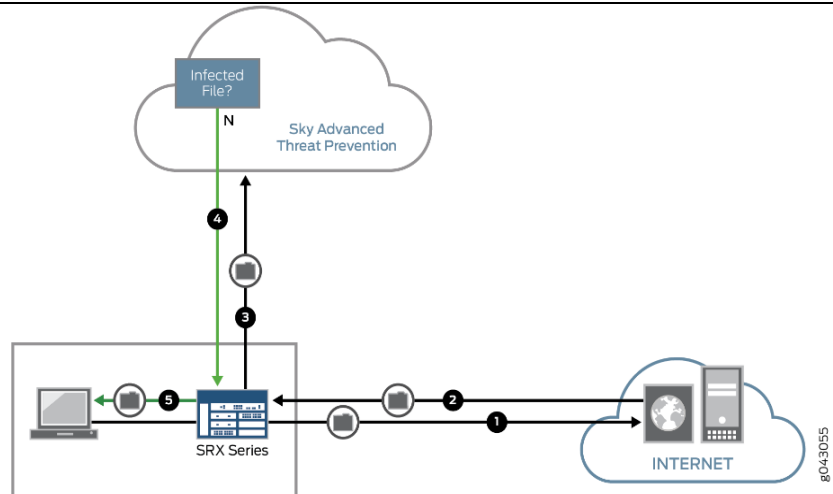 Infected
File?
N
Sky Advanced
Threat Prevention
4
3
5
2
1
SRX Series
INTERNET
g043055